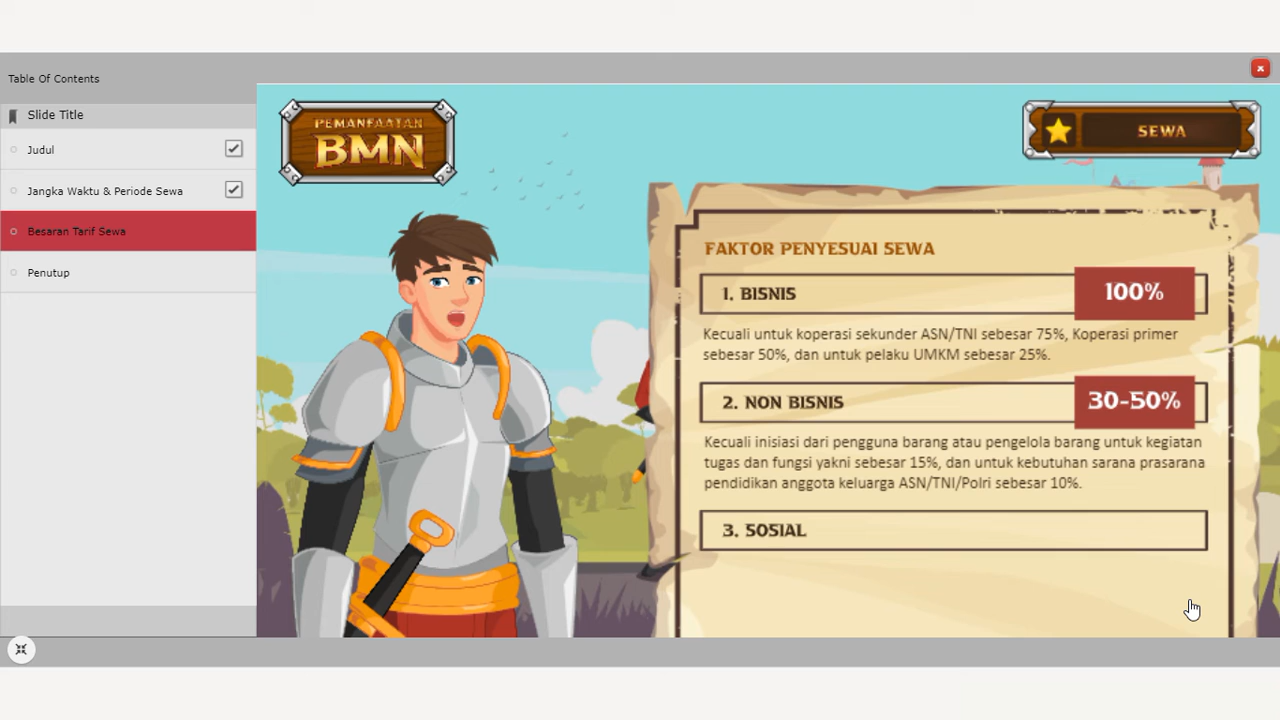 Table Of Contents
Slide Title
Judul
Jangka Waktu & Periode Sewa
Besaran Tarif Sewa
Penutup
PEMANFAATAN
BMN
SEWA
FAKTOR PENYESUAI SEWA
1. BISNIS
100%
Kecuali untuk koperasi sekunder ASN/TNI sebesar 75%, Koperasi primer
sebesar 50%, dan untuk pelaku UMKM sebesar 25%.
2. NON BISNIS
30-50%
Kecuali inisiasi dari pengguna barang atau pengelola barang untuk kegiatan
tugas dan fungsi yakni sebesar 15%, dan untuk kebutuhan sarana prasarana
pendidikan anggota keluarga ASN/TNI/Polri sebesar 10%.
3. SOSIAL